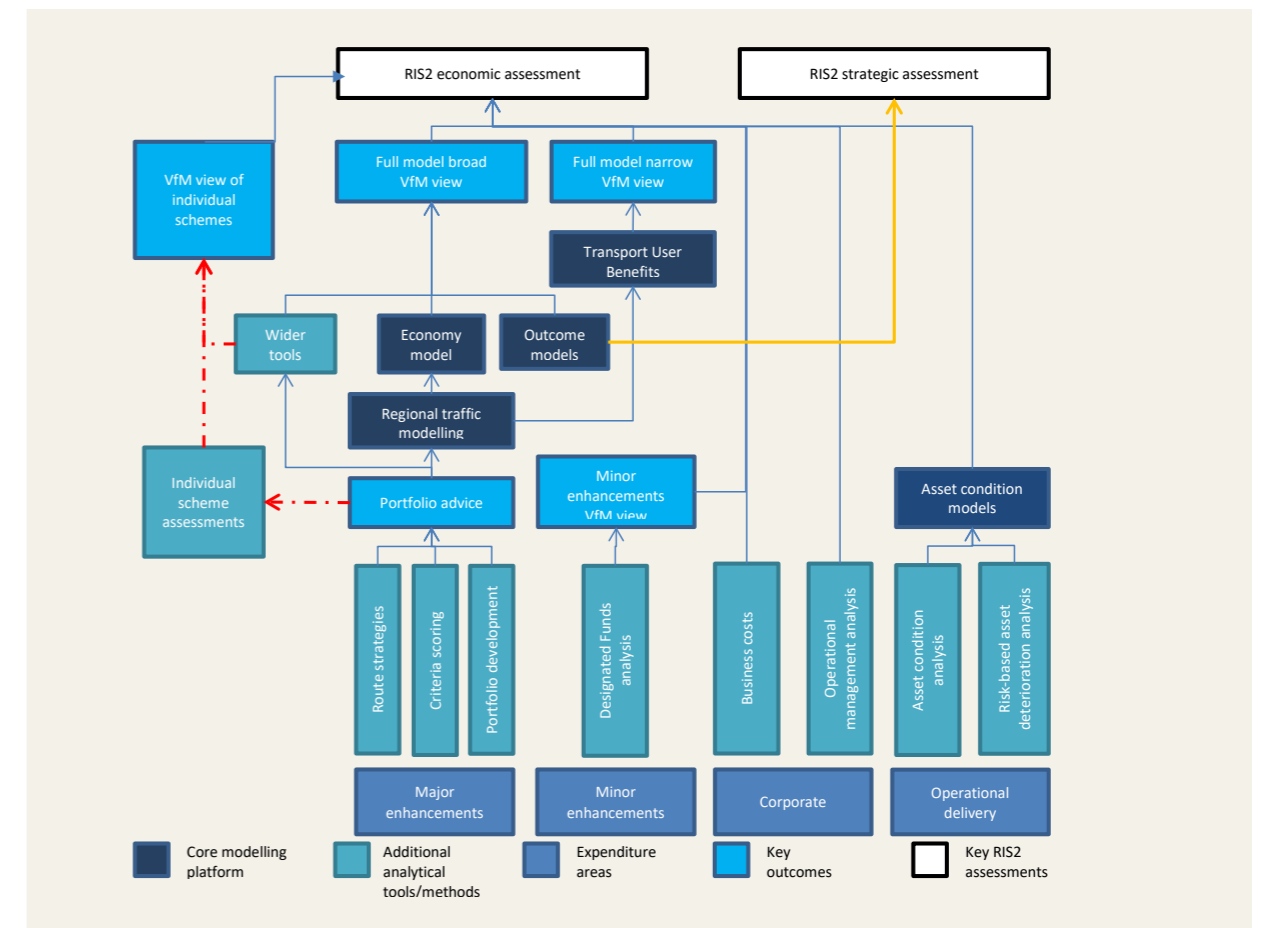 RIS2 economic assessment
RIS2 strategic assessment
VfM view of
individual
schemes
Full model broad
VfM view
Full model narrow
VfM view
Transport User
Benefits
Wider
tools
Economy
model
Outcome
models
Regional traffic
modelling
Individual
scheme
assessments
Portfolio advice
Minor
enhancements
VfM view
Asset condition
models
Route strategies
Criteria scoring
Portfolio development
Designated Funds
analysis
Business costs
Operational
management analysis
Asset condition
analysis
Risk-based asset
deterioration analysis
Major
enhancements
Minor
enhancements
Corporate
Operational
delivery
Core modelling
platform
Additional
analytical
tools/methods
Expenditure
areas
Key
outcomes
Key RIS2
assessments